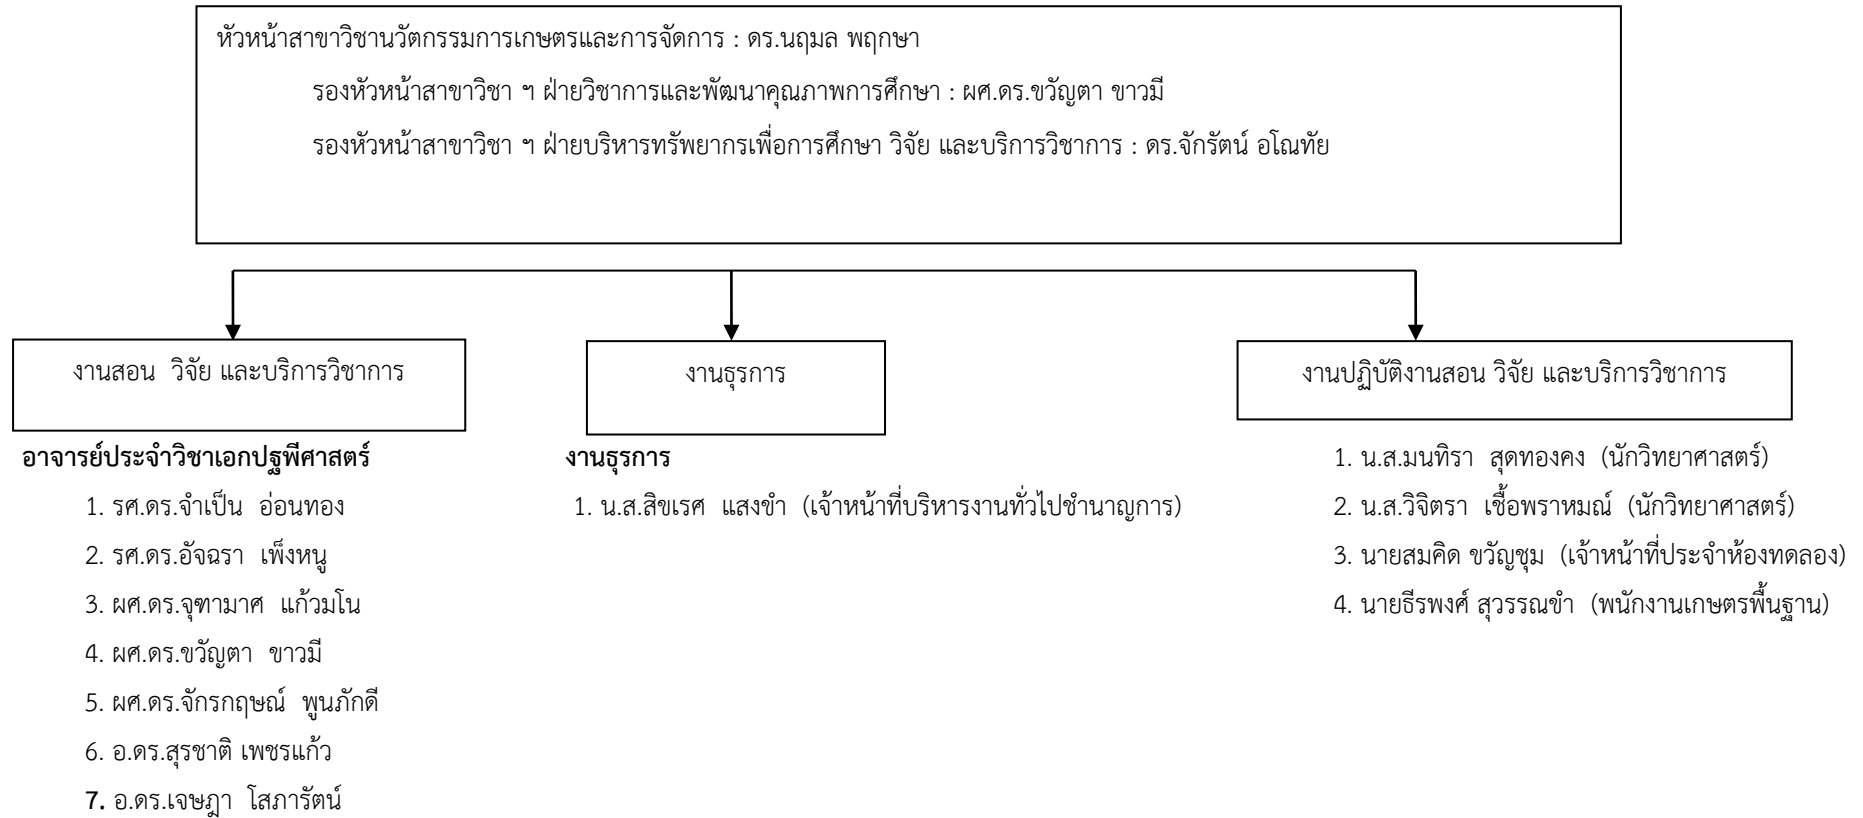 หัวหน้าสาขาวิชานวัตกรรมการเกษตรและการจัดการ : ดร.นฤมล พฤกษา
รองหัวหน้าสาขาวิชา ฯ ฝ่ายวิชาการและพัฒนาคุณภาพการศึกษา : ผศ.ดร.ขวัญตา ขาวมี
รองหัวหน้าสาขาวิชา ฯ ฝ่ายบริหารทรัพยากรเพื่อการศึกษา วิจัย และบริการวิชาการ : ดร.จักรัตน์ อโณทัย
งานสอน วิจัย และบริการวิชาการ
อาจารย์ประจำวิชาเอกปฐพีศาสตร์
1. รศ.ดร.จำเป็น อ่อนทอง
2. รศ.ดร.อัจฉรา เพ็งหนู
3. ผศ.ดร.จุฑามาศ แก้วมโน
4. ผศ.ดร.ขวัญตา ขาวมี
5. ผศ.ดร.จักรกฤษณ์ พูนภักดี
6. อ.ดร.สุรชาติ เพชรแก้ว
7. อ.ดร.เจษฎา โสภารัตน์
งานธุรการ
งานธุรการ
1. น.ส.สิขเรศ แสงขำ (เจ้าหน้าที่บริหารงานทั่วไปชำนาญการ)
งานปฏิบัติงานสอน วิจัย และบริการวิชาการ
1. น.ส.มนทิรา สุดทองคง (นักวิทยาศาสตร์)
2. น.ส.วิจิตรา เชื้อพราหมณ์ (นักวิทยาศาสตร์)
3. นายสมคิด ขวัญชุม (เจ้าหน้าที่ประจำห้องทดลอง)
4. นายธีรพงศ์ สุวรรณขำ (พนักงานเกษตรพื้นฐาน)